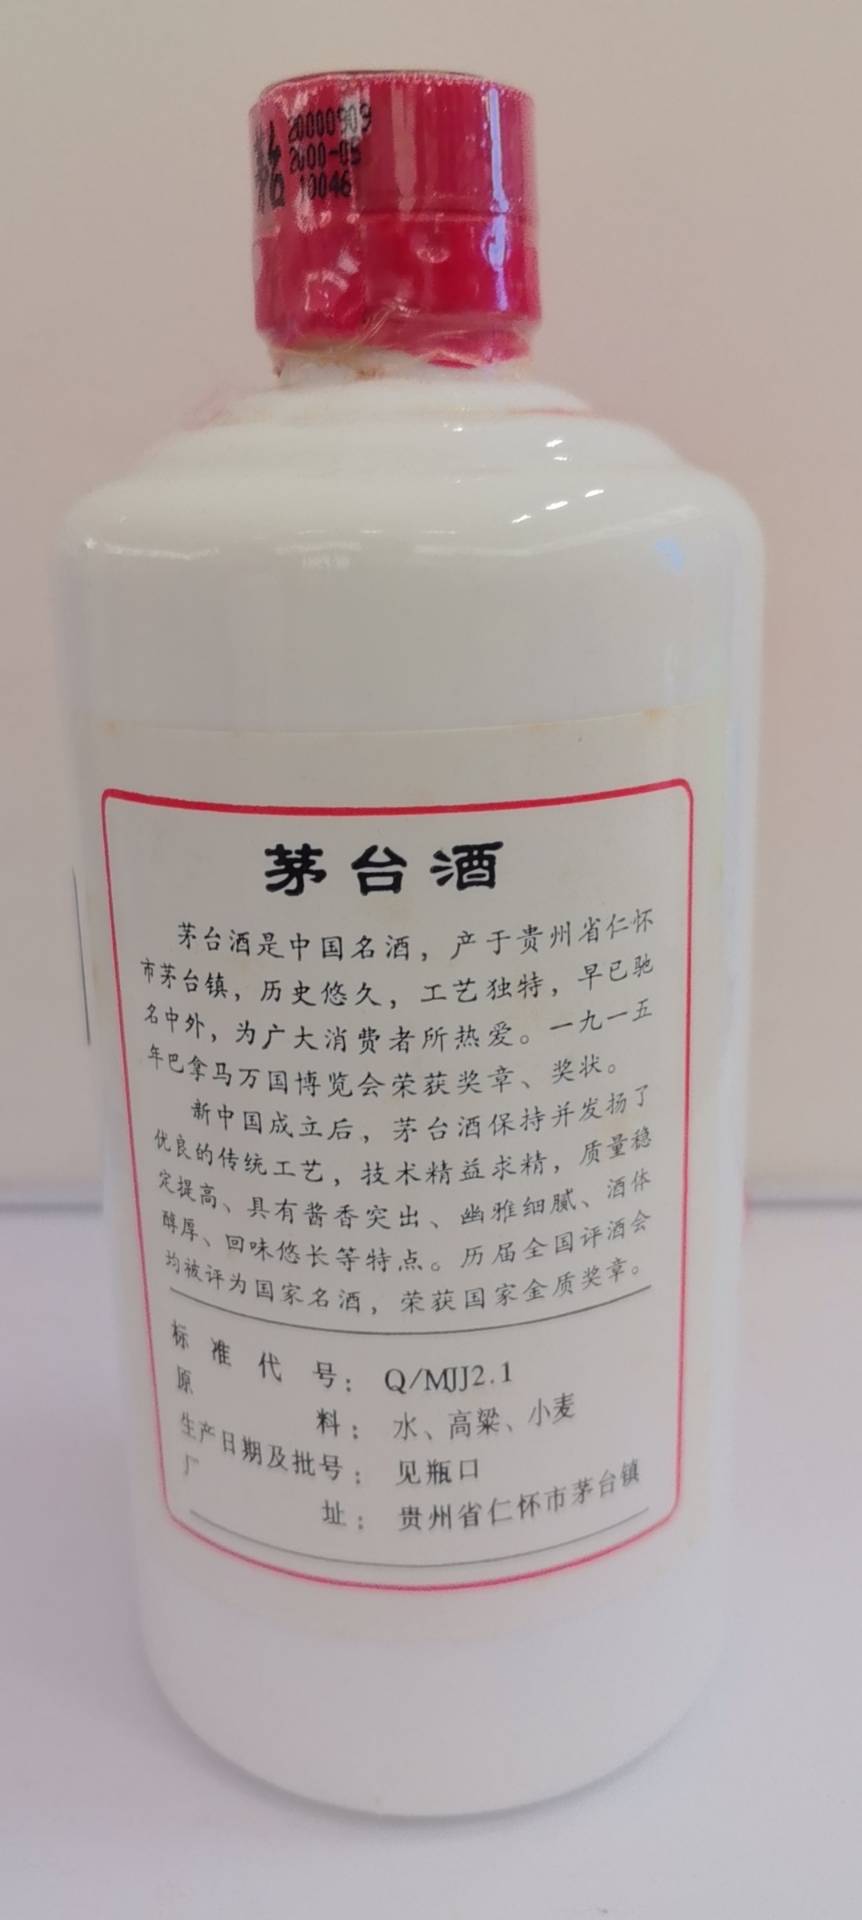 20000909
2000-05
10046
茅台酒
茅台酒是中国名酒，产于贵州省仁怀
市茅台镇，历史悠久，工艺独特，早已驰
名中外，为广大消费者所热爱。一九一五
年巴拿马万国博览会荣获奖章、奖状。
新中国成立后，茅台酒保持并发扬了
优良的传统工艺，技术精益求精，质量稳
定提高、具有酱香突出、幽雅细腻、酒体
醇厚、回味悠长等特点。历届全国评酒会
均被评为国家名酒，荣获国家金质奖章。
标准代号：Q/MJJ2.1
原料：水、高粱、小麦
生产日期及批号：见瓶口
厂址：贵州省仁怀市茅台镇